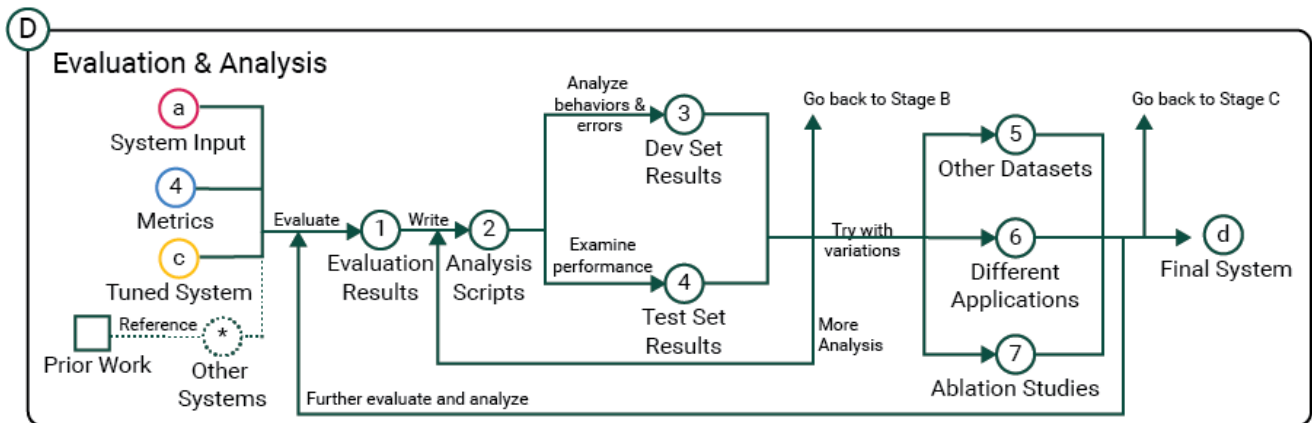 D
Evaluation & Analysis
a
System Input
4
Metrics
c
Tuned System
Reference
Prior Work
*
Other
Systems
Evaluate
1
Evaluation
Results
Write
2
Analysis
Scripts
Analyze
behaviors &
errors
3
Dev Set
Results
Examine
performance
4
Test Set
Results
Go back to Stage B
More
Analysis
Try with
variations
5
Other Datasets
6
Different
Applications
7
Ablation Studies
Go back to Stage C
d
Final System
Further evaluate and analyze